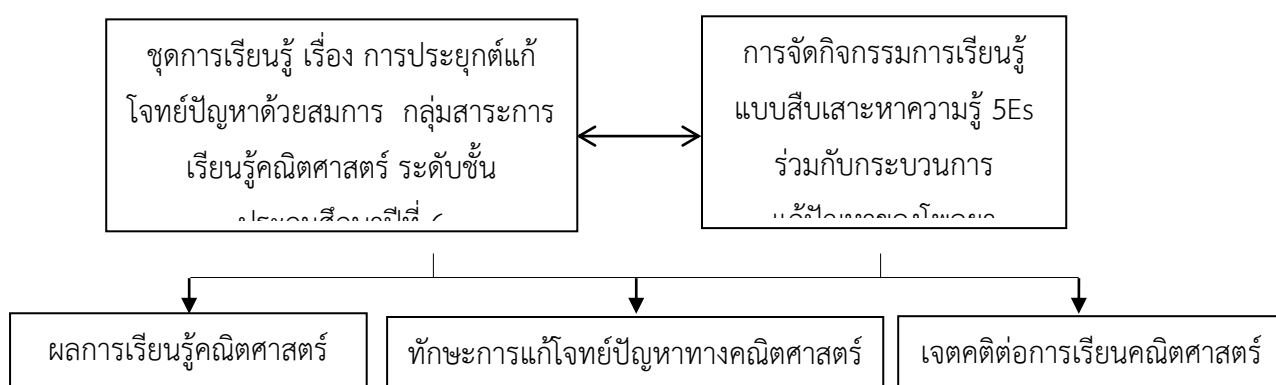 ชุดการเรียนรู้ เรื่อง การประยุกต์แก้
โจทย์ปัญหาด้วยสมการ กลุ่มสาระการ
เรียนรู้คณิตศาสตร์ ระดับชั้น
การจัดกิจกรรมการเรียนรู้
แบบสืบเสาะหาความรู้ 5Es
ร่วมกับกระบวนการ
ผลการเรียนรู้คณิตศาสตร์
ทักษะการแก้โจทย์ปัญหาทางคณิตศาสตร์
เจตคติต่อการเรียนคณิตศาสตร์